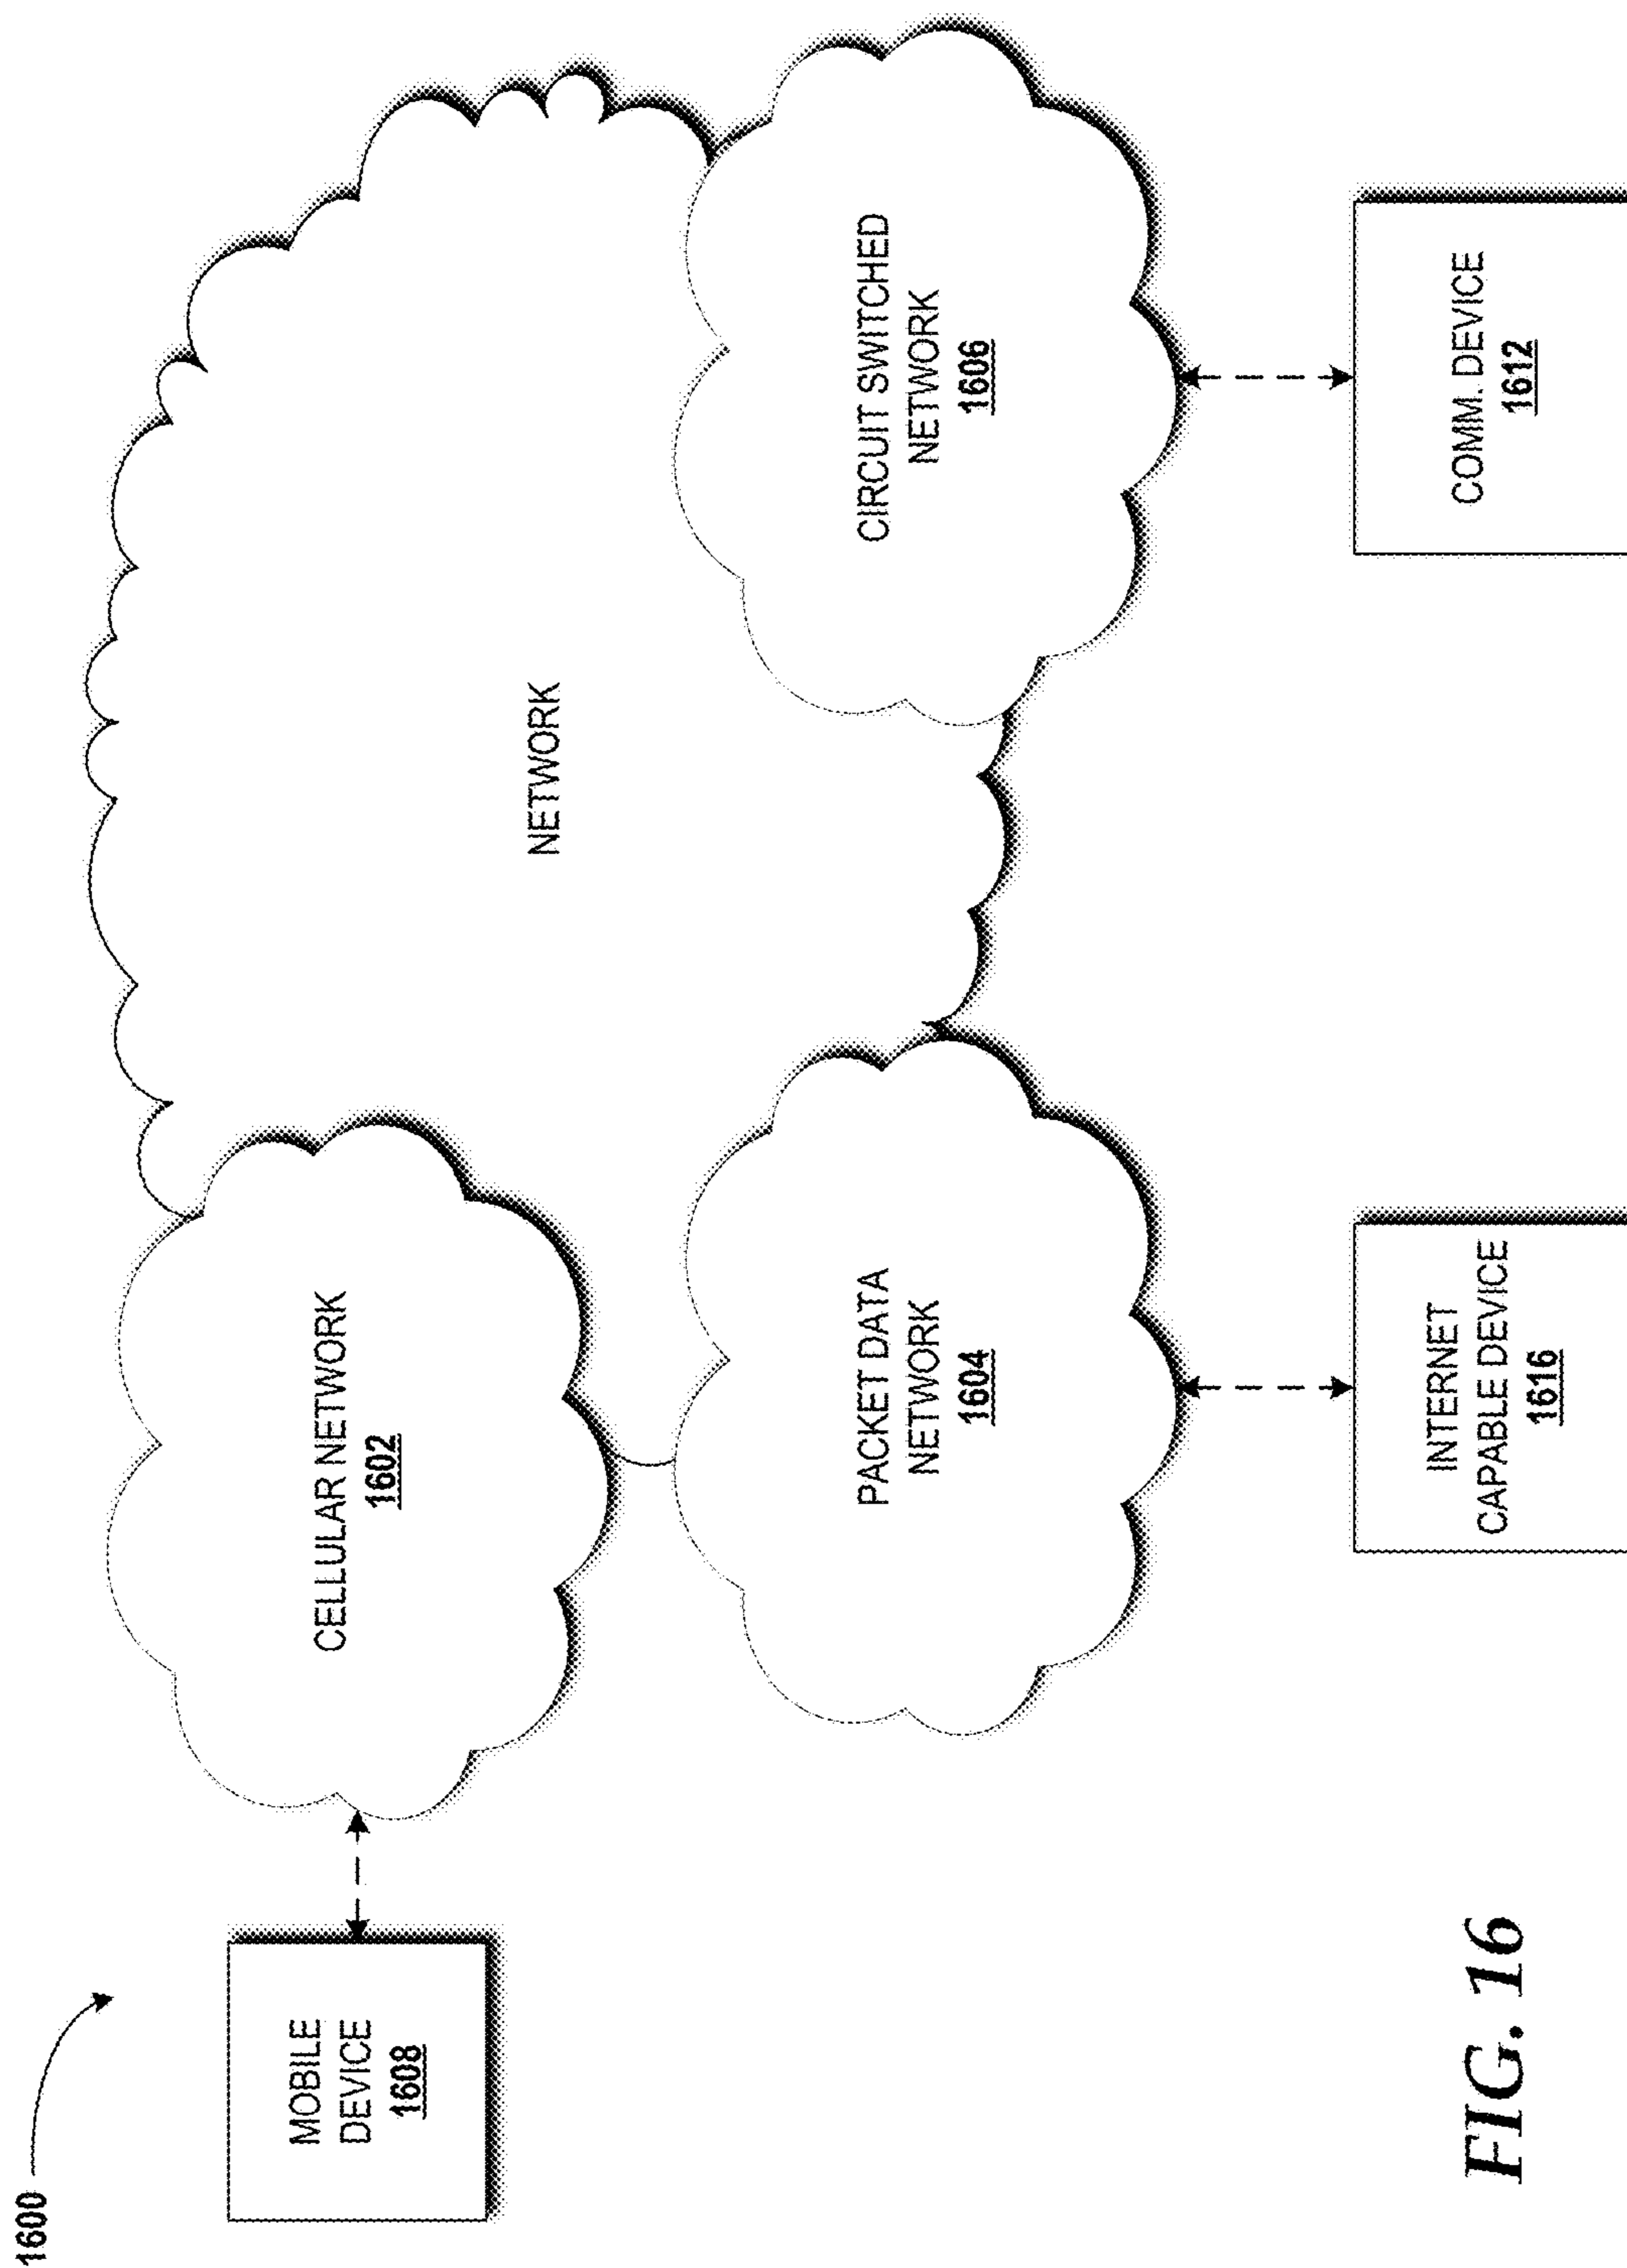 1600
MOBILE
DEVICE
1608
CELLULAR NETWORK
1602
NETWORK
PACKET DATA
NETWORK
1604
CIRCUIT SWITCHED
NETWORK
1606
INTERNET
CAPABLE DEVICE
1616
COMM. DEVICE
1612
FIG. 16